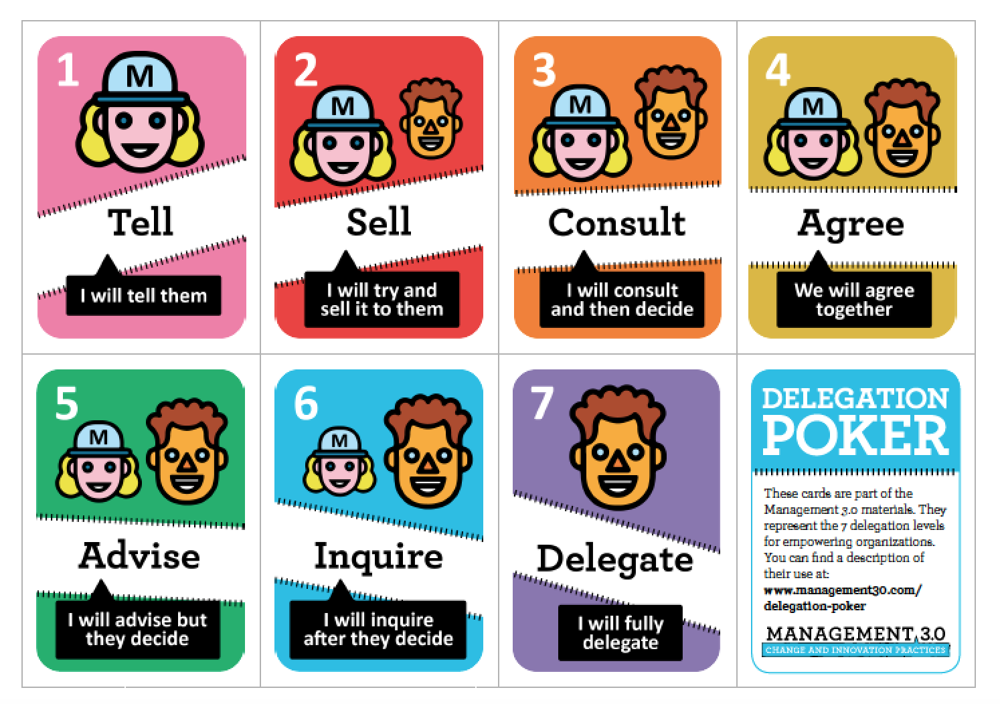 1
M
Tell
I will tell them
2
M
Sell
I will try and
sell it to them
3
M
Consult
I will consult
and then decide
4
M
Agree
We will agree
together
5
M
Advise
I will advise but
they decide
6
M
Inquire
I will inquire
after they decide
7
Delegate
I will fully
delegate
DELEGATION
POKER
These cards are part of the
Management 3.0 materials. They
represent the 7 delegation levels
for empowering organizations.
You can find a description of
their use at:
www.management30.com/
delegation-poker
MANAGEMENT 3.0
CHANGE AND INNOVATION PRACTICES